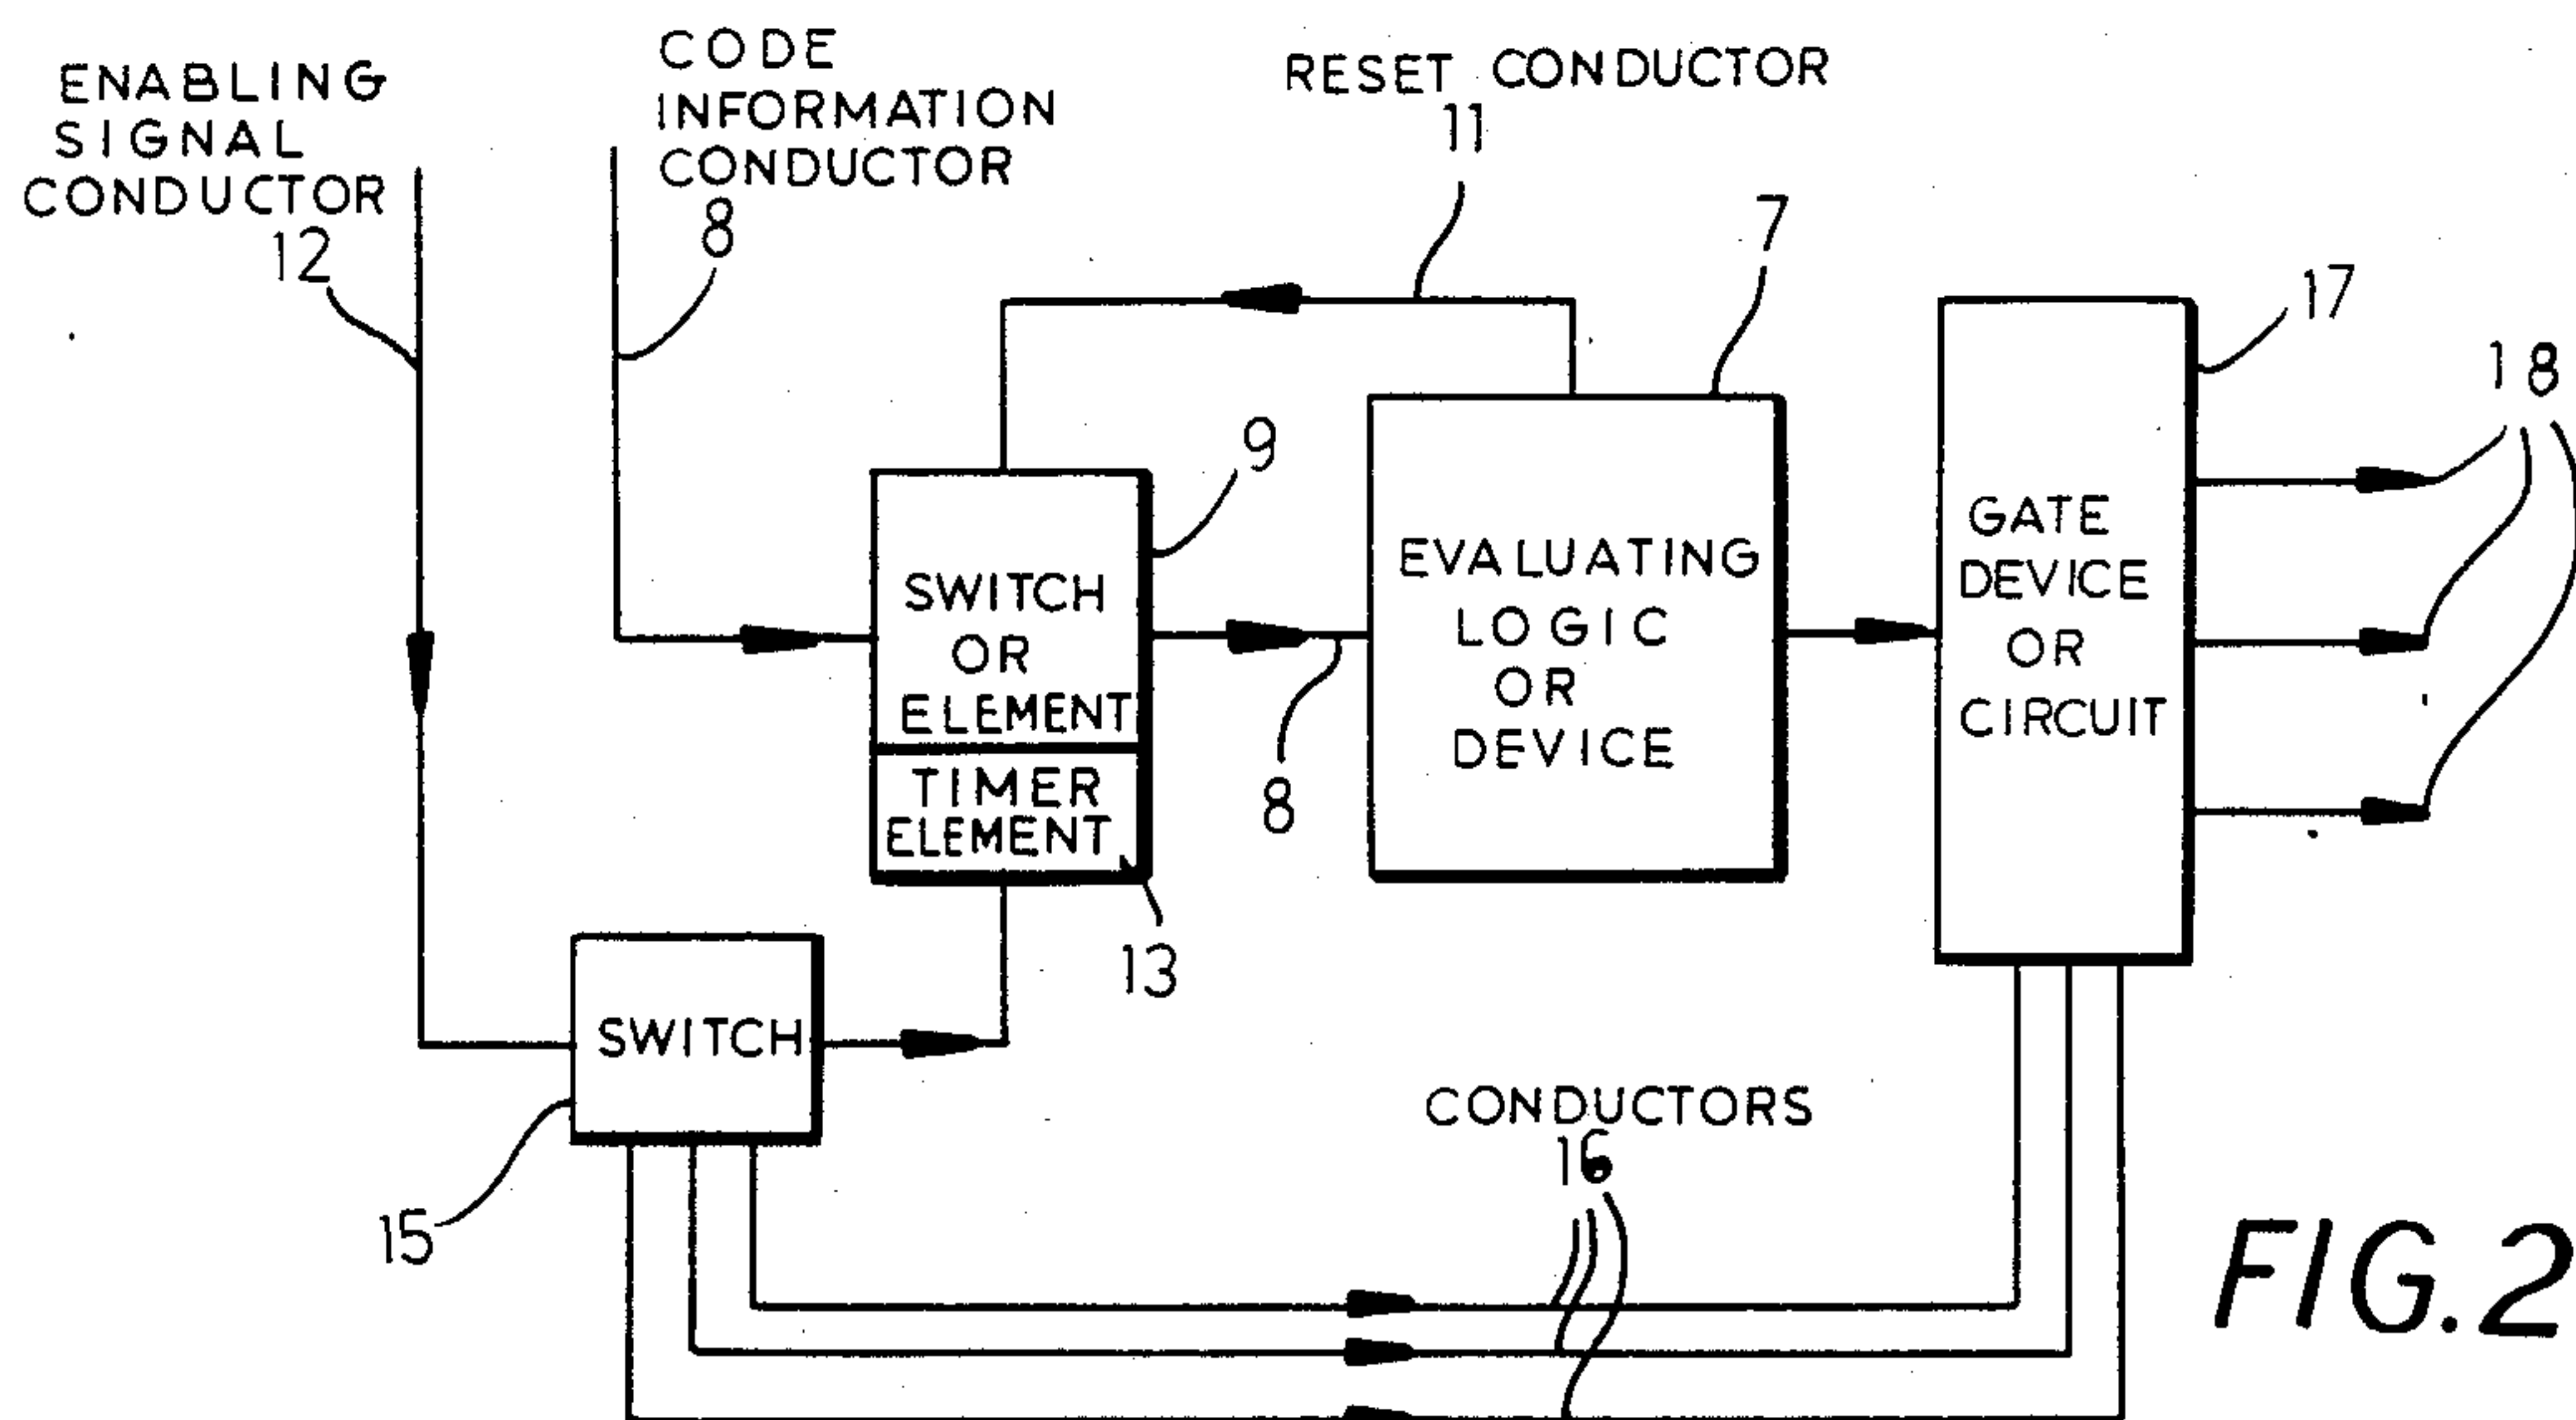 ENABLING
SIGNAL
CONDUCTOR
12
CODE
INFORMATION
CONDUCTOR
8
RESET CONDUCTOR
11
7
17
18
9
SWITCH
OR
ELEMENT
TIMER
ELEMENT
13
8
EVALUATING
LOGIC
OR
DEVICE
GATE
DEVICE
OR
CIRCUIT
SWITCH
15
CONDUCTORS
16
FIG.2